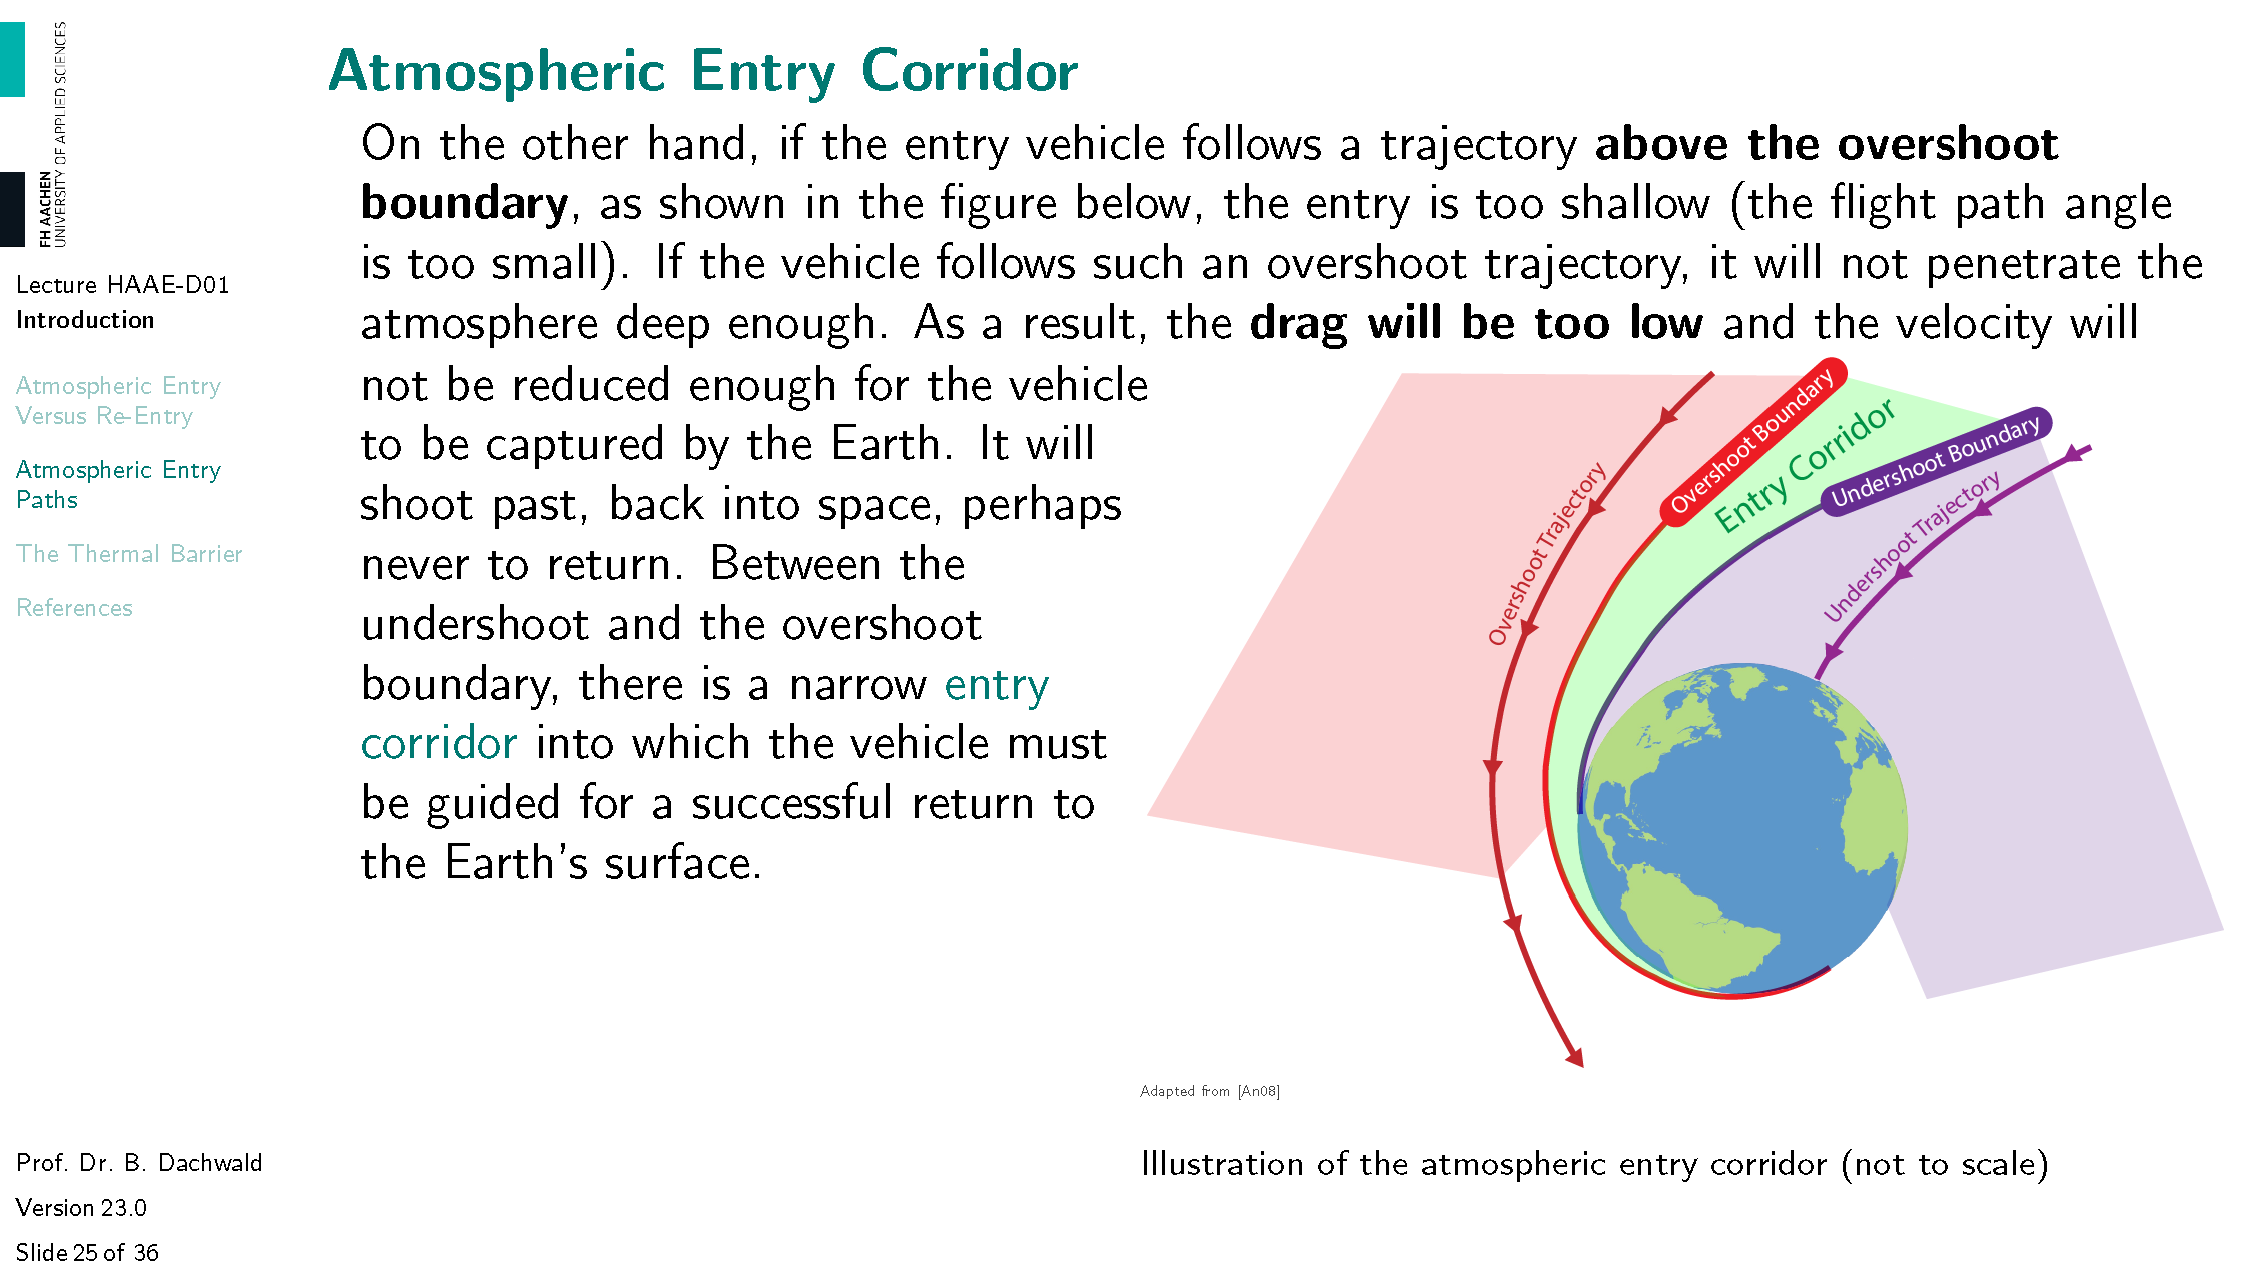 FH AACHEN
UNIVERSITY OF APPLIED SCIENCES
Lecture HAAE-D01
Introduction
Atmospheric Entry
Versus Re-Entry
Atmospheric Entry
Paths
The Thermal Barrier
References
Prof. Dr. B. Dachwald
Version 23.0
Slide 25 of 36
Atmospheric Entry Corridor
On the other hand, if the entry vehicle follows a trajectory above the overshoot
boundary, as shown in the figure below, the entry is too shallow (the flight path angle
is too small). If the vehicle follows such an overshoot trajectory, it will not penetrate the
atmosphere deep enough. As a result, the drag will be too low and the velocity will
not be reduced enough for the vehicle
to be captured by the Earth. It will
shoot past, back into space, perhaps
never to return. Between the
undershoot and the overshoot
boundary, there is a narrow entry
corridor into which the vehicle must
be guided for a successful return to
the Earth's surface.
Overshoot Trajectory
Overshoot Boundary
Entry Corridor
Undershoot Boundary
Undershoot Trajectory
Adapted from [An08]
Illustration of the atmospheric entry corridor (not to scale)